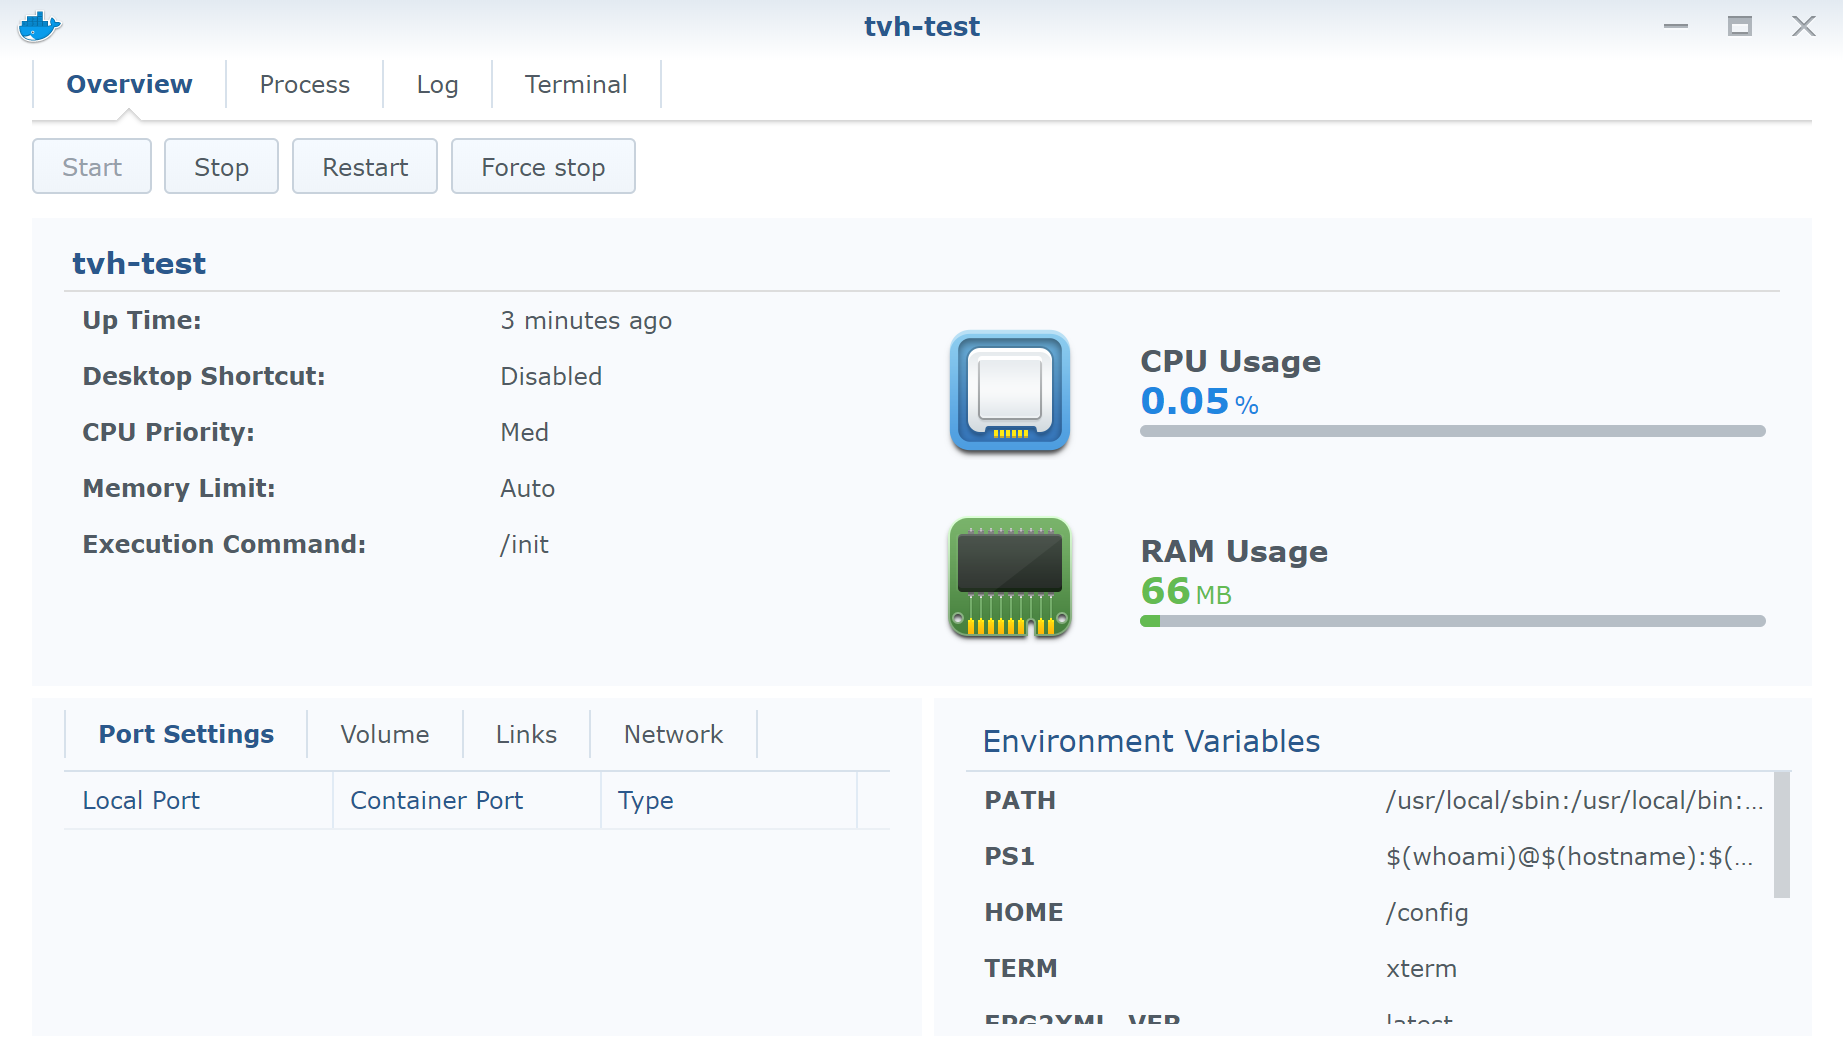 tvh-test
Overview Process Log Terminal
Start Stop Restart Force stop
tvh-test
Up Time: 3 minutes ago
Desktop Shortcut: Disabled
CPU Priority: Med
Memory Limit: Auto
Execution Command: /init
CPU Usage
0.05 %
RAM Usage
66 MB
Port Settings Volume Links Network
Local Port Container Port Type
Environment Variables
PATH /usr/local/sbin:/usr/local/bin:...
PS1 $(whoami)@$(hostname):$(...
HOME /config
TERM xterm
EPG2XML_VER latest